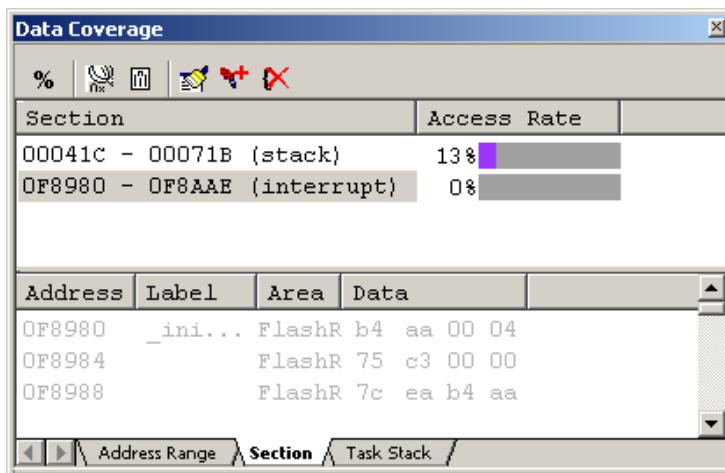 Data Coverage
%
Section Access Rate
00041C - 00071B (stack) 13%
0F8980 - 0F8AAE (interrupt) 0%
Address Label Area Data
0F8980 _ini... FlashR b4 aa 00 04
0F8984 FlashR 75 c3 00 00
0F8988 FlashR 7c ea b4 aa
Address Range Section Task Stack